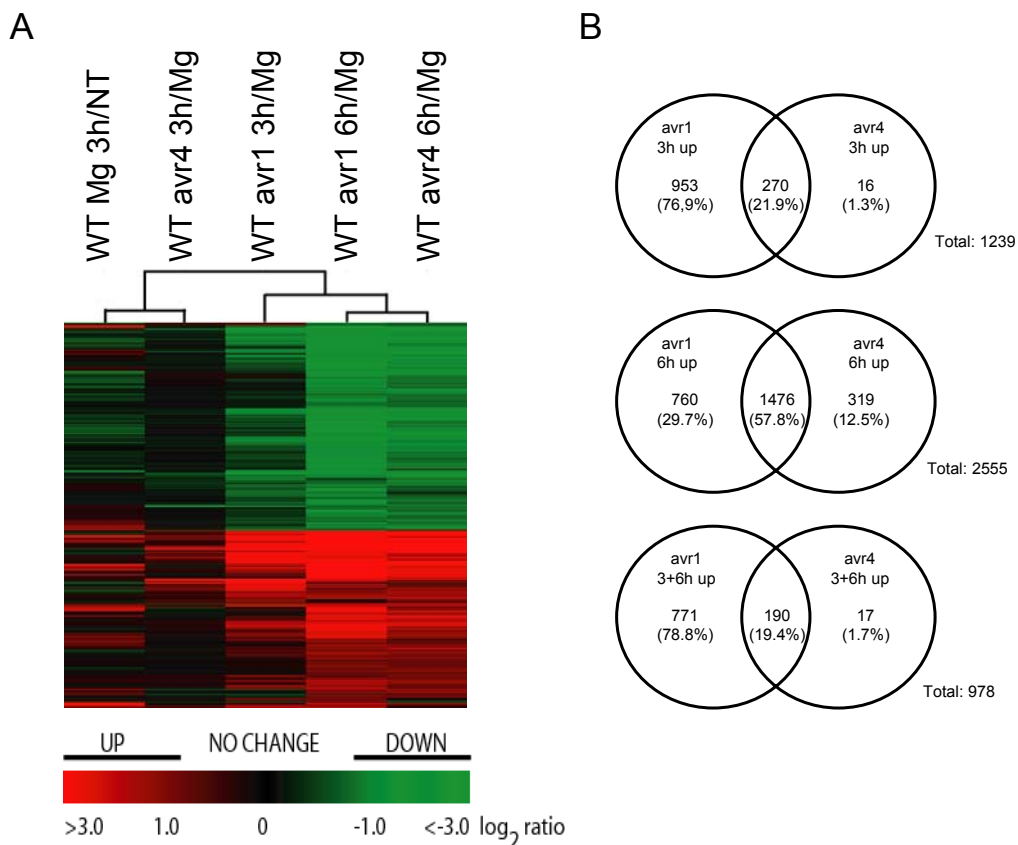 A
WT Mg 3h/NT
WT avr4 3h/Mg
WT avr1 3h/Mg
WT avr1 6h/Mg
WT avr4 6h/Mg
UP NO CHANGE DOWN
>3.0 1.0 0 -1.0 <-3.0 log2 ratio
B
avr1 avr4
3h up 3h up
953 270 16
(76,9%) (21.9%) (1.3%)
Total: 1239
avr1 avr4
6h up 6h up
760 1476 319
(29.7%) (57.8%) (12.5%)
Total: 2555
avr1 avr4
3+6h up 3+6h up
771 190 17
(78.8%) (19.4%) (1.7%)
Total: 978